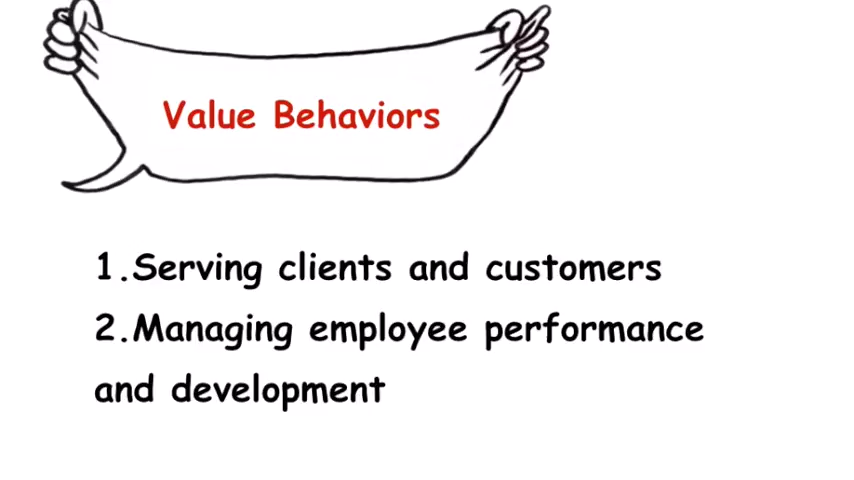 Value Behaviors
1.Serving clients and customers
2.Managing employee performance
and development